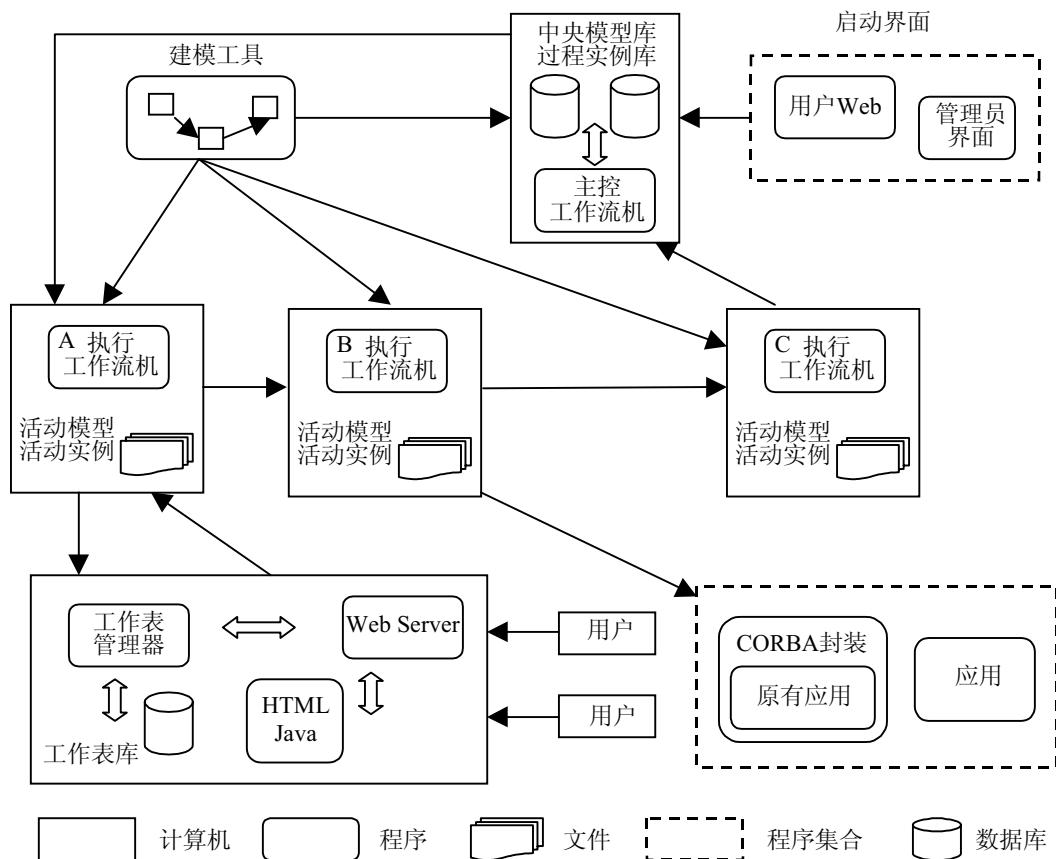 启动界面
中央模型库
过程实例库
建模工具
用户Web
管理员
界面
主控
工作流机
A 执行
工作流机
活动模型
活动实例
B 执行
工作流机
活动模型
活动实例
C 执行
工作流机
活动模型
活动实例
工作表
管理器
Web Server
HTML
Java
工作表库
用户
用户
CORBA封装
原有应用
应用
计算机
程序
文件
程序集合
数据库